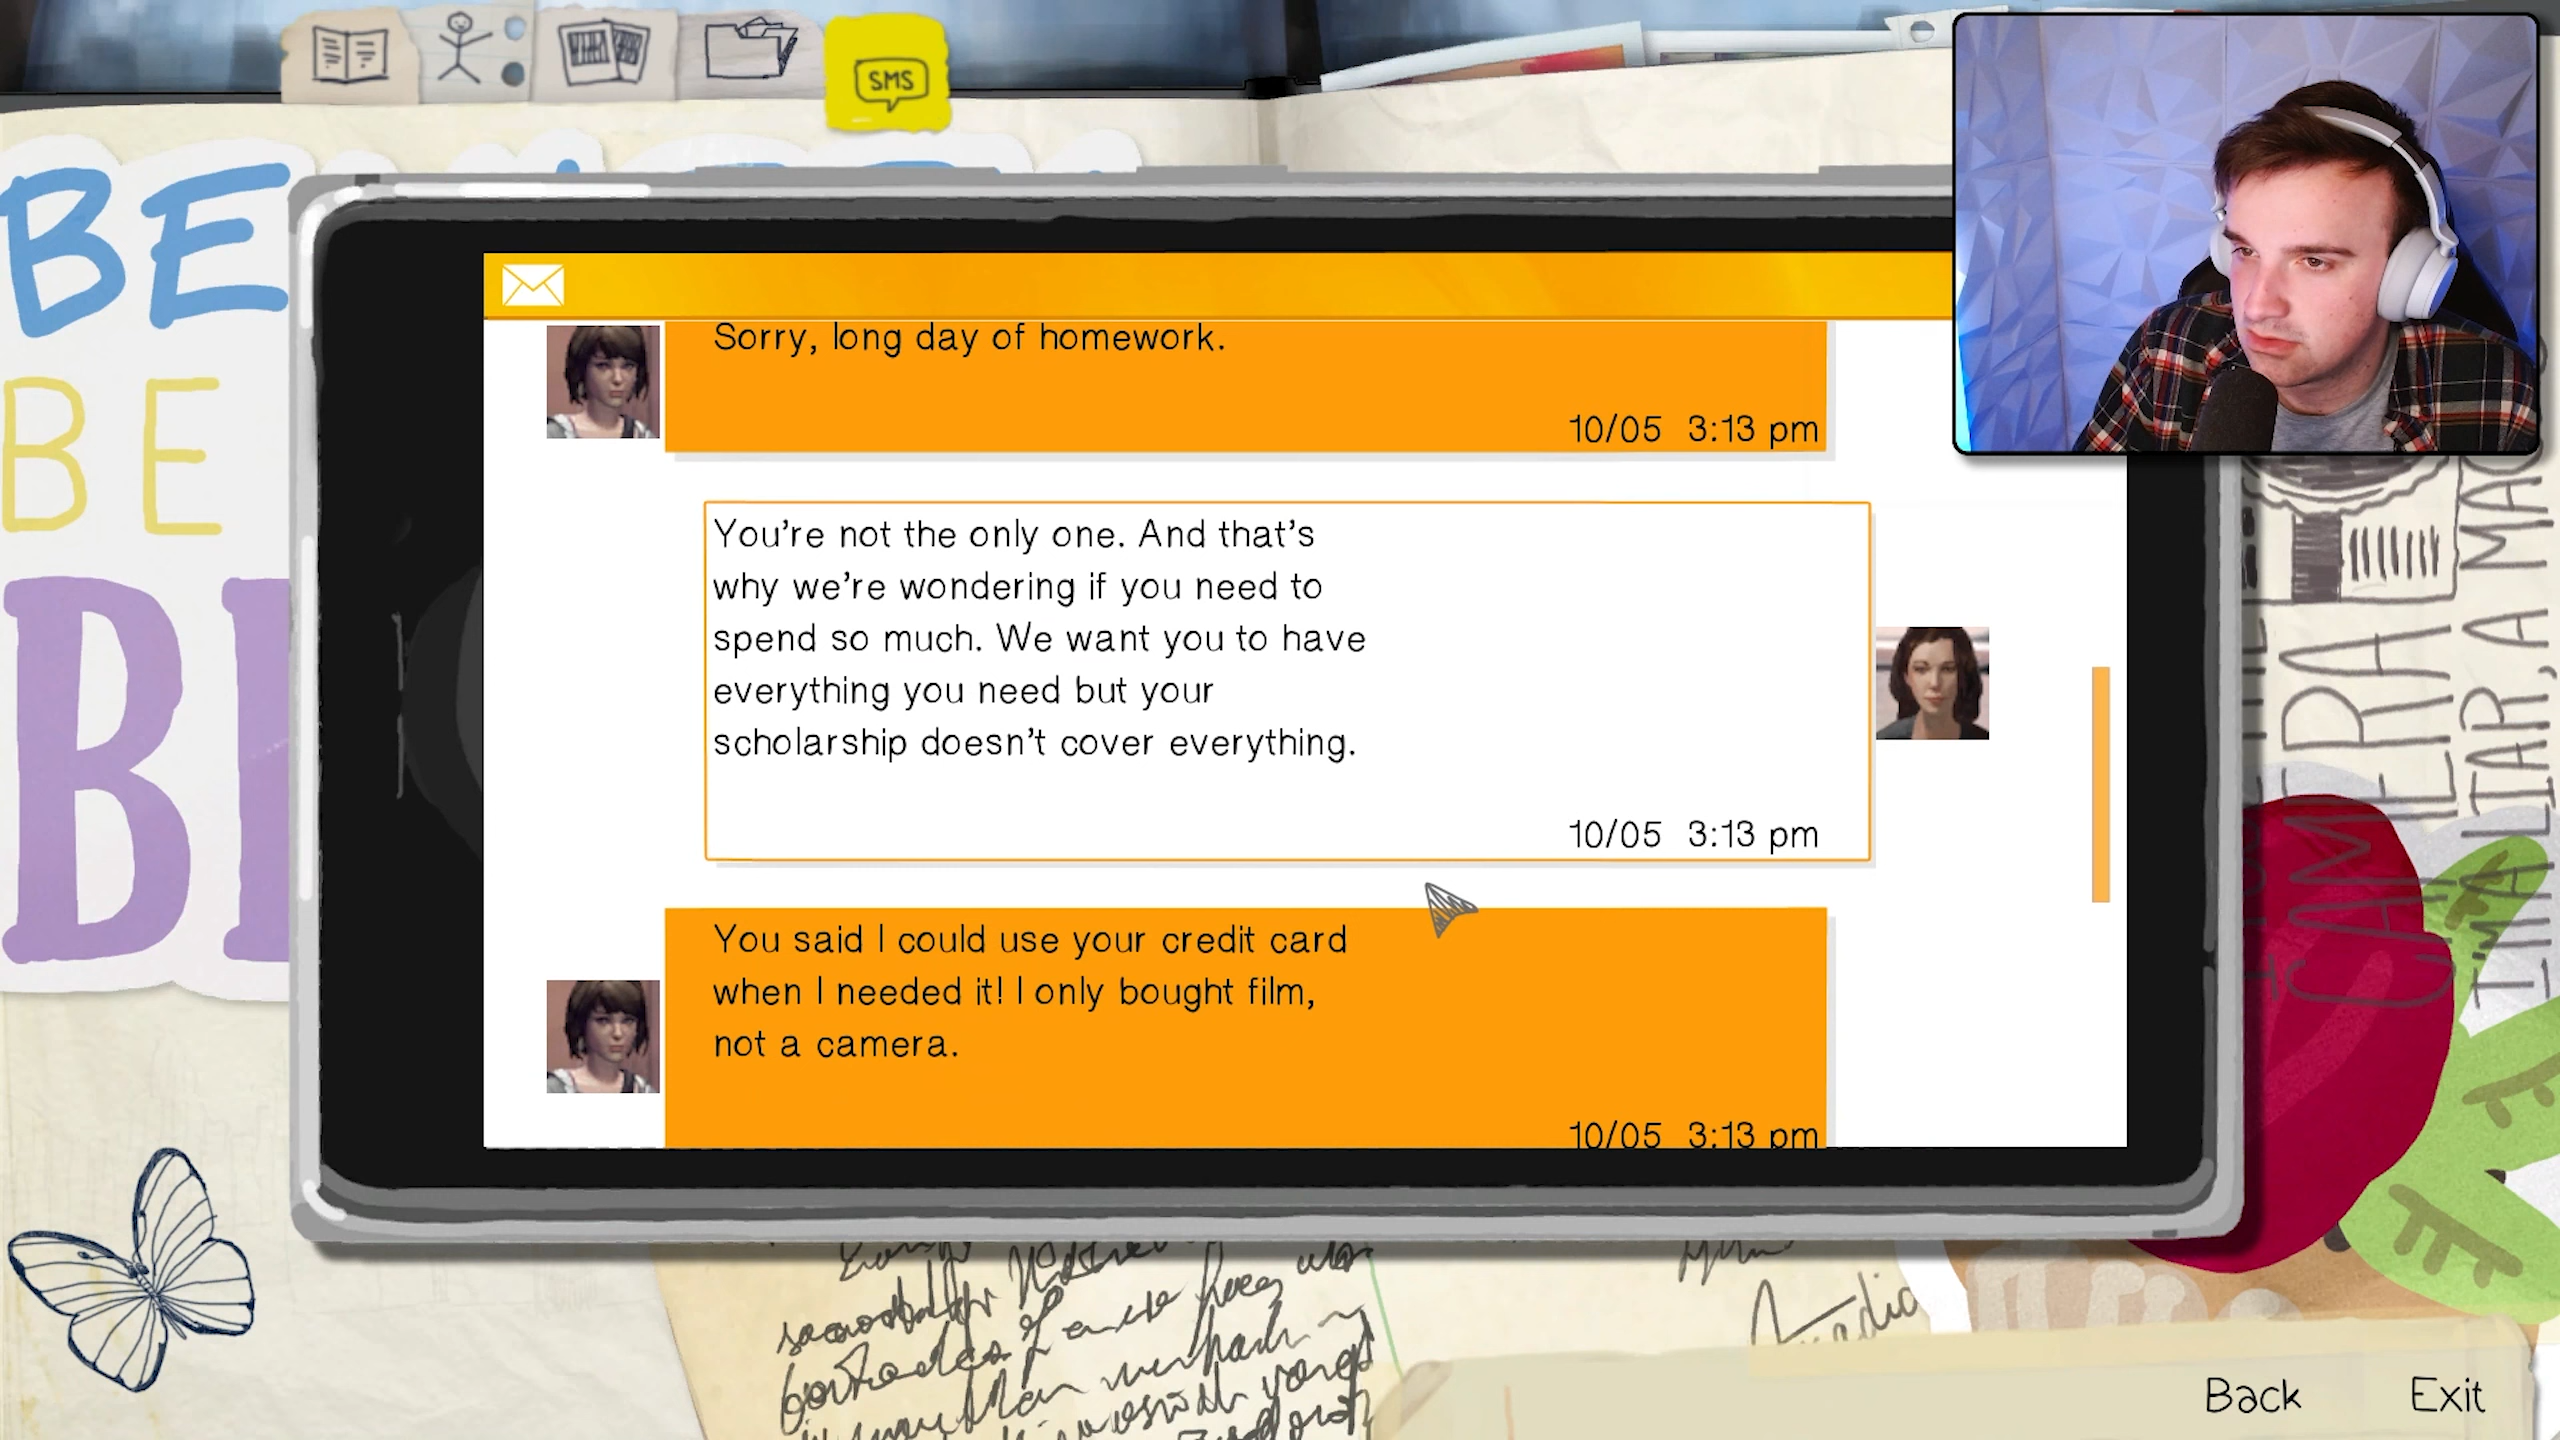 SMS
BE
BE
Sorry, long day of homework.
10/05 3:13 pm
You're not the only one. And that's
why we're wondering if you need to
spend so much. We want you to have
everything you need but your
scholarship doesn't cover everything.
10/05 3:13 pm
You said I could use your credit card
when I needed it! I only bought film,
not a camera.
10/05 3:13 pm
CAMERA
LIAR, A
Back
Exit